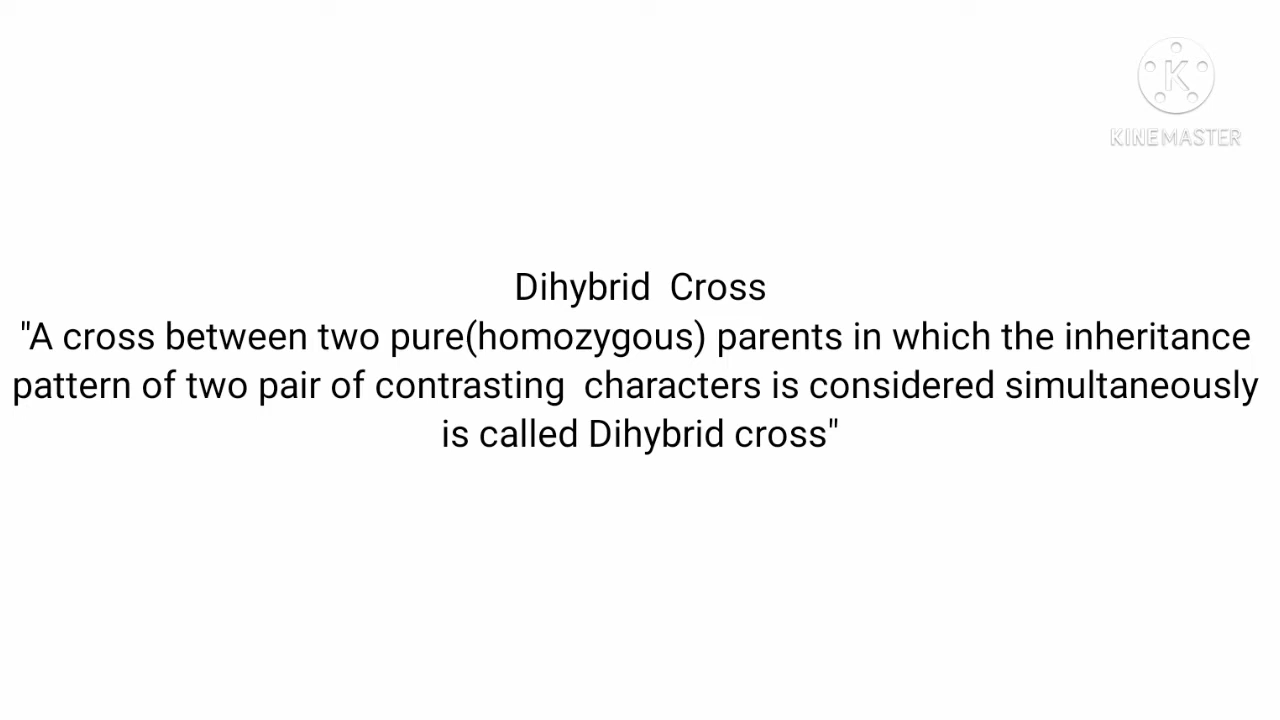 K
KINEMASTER
Dihybrid  Cross
"A cross between two pure(homozygous) parents in which the inheritance
pattern of two pair of contrasting  characters is considered simultaneously
is called Dihybrid cross"